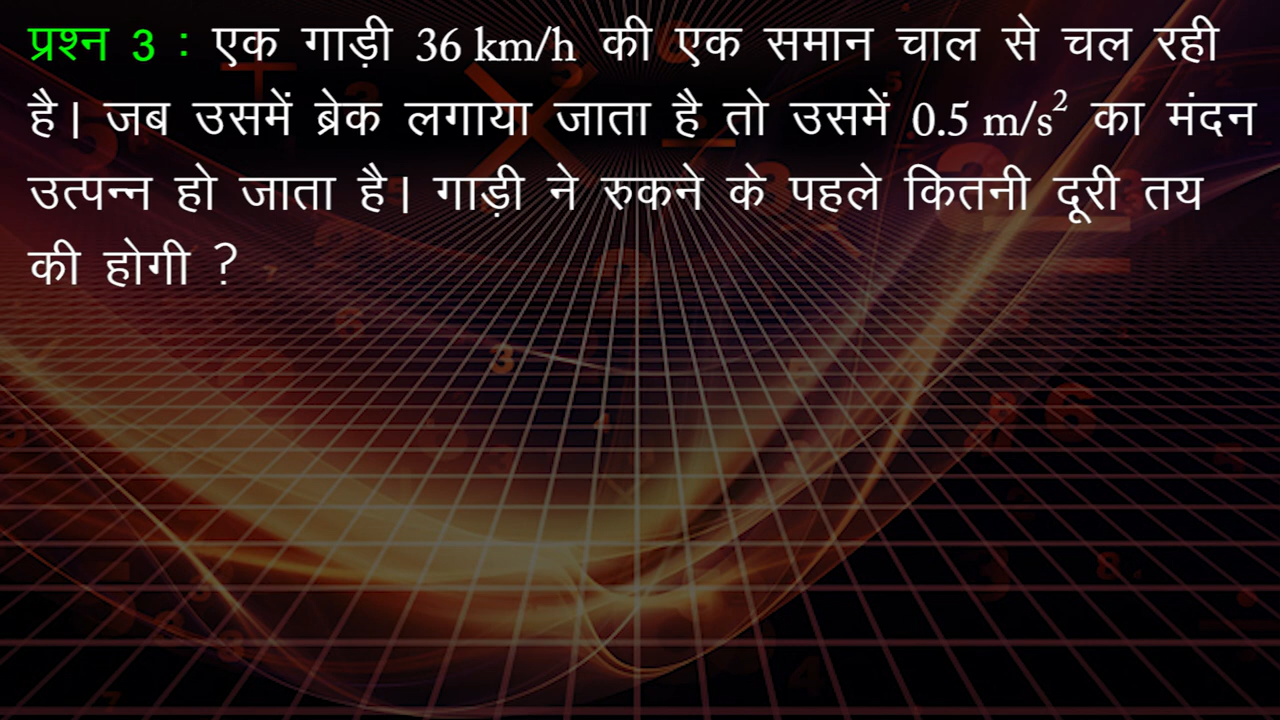 प्रश्न 3 : एक गाड़ी 36 km/h की एक समान चाल से चल रही
है। जब उसमें ब्रेक लगाया जाता है तो उसमें 0.5 m/s² का मंदन
उत्पन्न हो जाता है। गाड़ी ने रुकने के पहले कितनी दूरी तय
की होगी ?